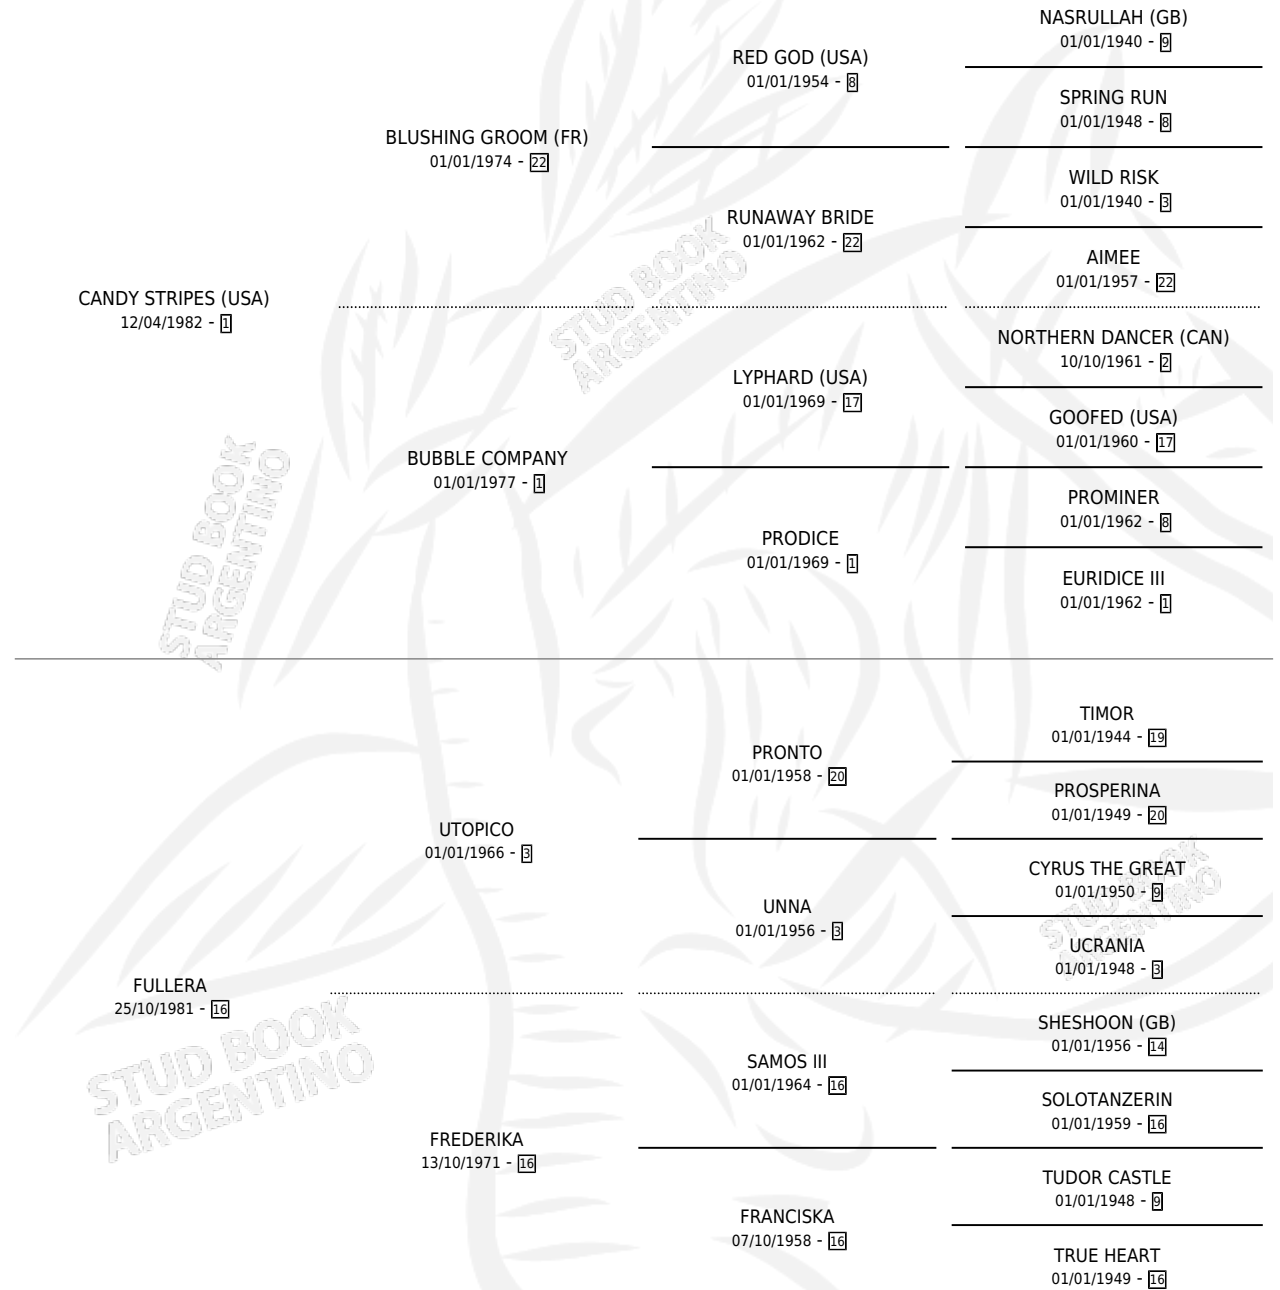 NASRULLAH (GB)
01/01/1940 - 9
RED GOD (USA)
01/01/1954 - 8
SPRING RUN
01/01/1948 - 8
BLUSHING GROOM (FR)
01/01/1974 - 22
WILD RISK
01/01/1940 - 3
RUNAWAY BRIDE
01/01/1962 - 22
AIMEE
01/01/1957 - 22
CANDY STRIPES (USA)
12/04/1982 - 1
NORTHERN DANCER (CAN)
10/10/1961 - 2
LYPHARD (USA)
01/01/1969 - 17
GOOFED (USA)
01/01/1960 - 17
BUBBLE COMPANY
01/01/1977 - 1
PROMINER
01/01/1962 - 8
PRODICE
01/01/1969 - 1
EURIDICE III
01/01/1962 - 1
STUD BOOK
ARGENTINO
STUD BOOK
ARGENTINO
TIMOR
01/01/1944 - 19
PRONTO
01/01/1958 - 20
PROSPERINA
01/01/1949 - 20
UTOPICO
01/01/1966 - 3
CYRUS THE GREAT
01/01/1950 - 9
UNNA
01/01/1956 - 3
UCRANIA
01/01/1948 - 3
STUD BOOK
ARGENTINO
FULLERA
25/10/1981 - 16
SHESHOON (GB)
01/01/1956 - 14
SAMOS III
01/01/1964 - 16
SOLOTANZERIN
01/01/1959 - 16
FREDERIKA
13/10/1971 - 16
TUDOR CASTLE
01/01/1948 - 9
FRANCISKA
07/10/1958 - 16
TRUE HEART
01/01/1949 - 16
STUD BOOK
ARGENTINO